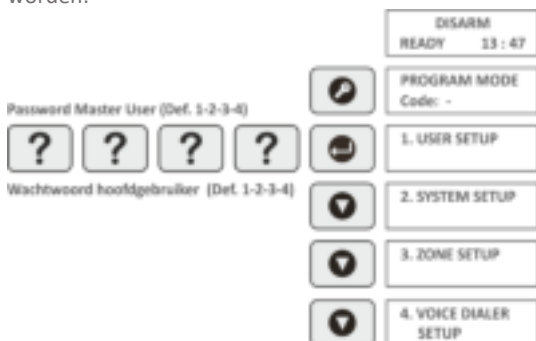 worden.
DISARM
READY 13 : 47
PROGRAM MODE
Code: -
Password Master User (Def. 1-2-3-4)
? ? ? ?
1. USER SETUP
Wachtwoord hoofdgebruiker (Def. 1-2-3-4)
2. SYSTEM SETUP
3. ZONE SETUP
4. VOICE DIALER
SETUP